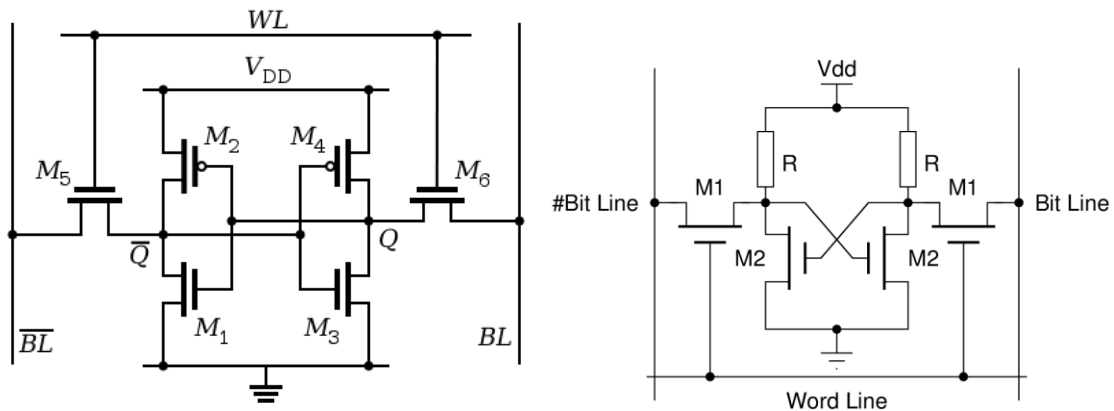 WL
V_DD
M_2
M_4
M_5
M_6
Q̅
Q
M_1
M_3
B̅L̅
BL
Vdd
R
R
M1
M1
#Bit Line
Bit Line
M2
M2
Word Line